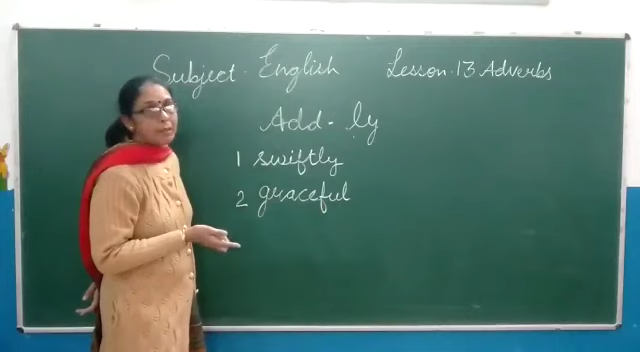 Subject. English Lesson.13 Adverbs
Add- ly
1 swiftly
2 graceful